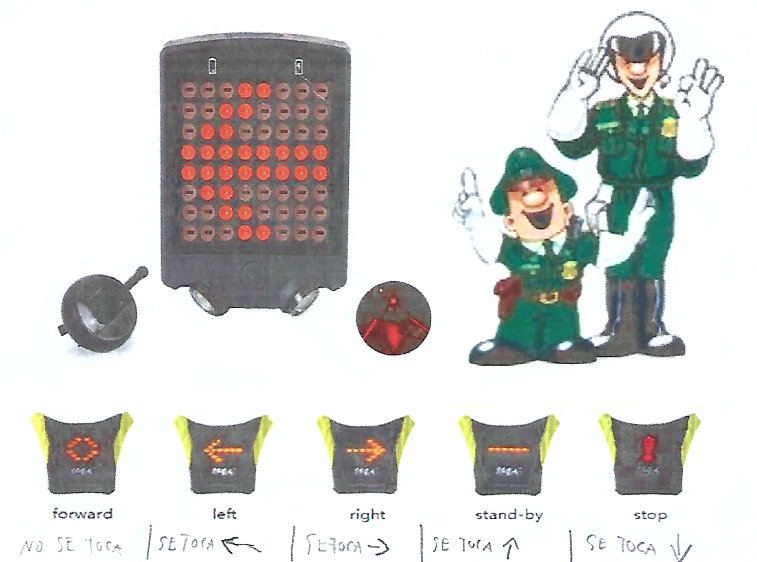 forward left right stand-by stop
NO SE TOCA | SE TOCA ← | SE TOCA → | SE TOCA ↑ | SE TOCA ↓